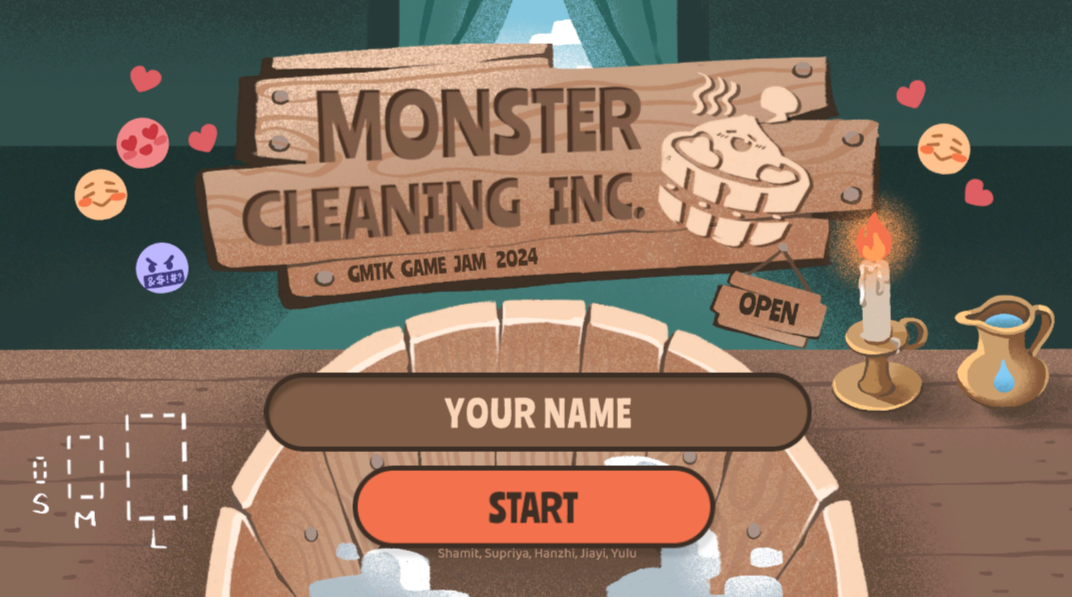 MONSTER
CLEANING INC.
GMTK GAME JAM 2024
OPEN
&$!#?
YOUR NAME
START
Shamit, Supriya, Hanzhi, Jiayi, Yulu
S
M
L